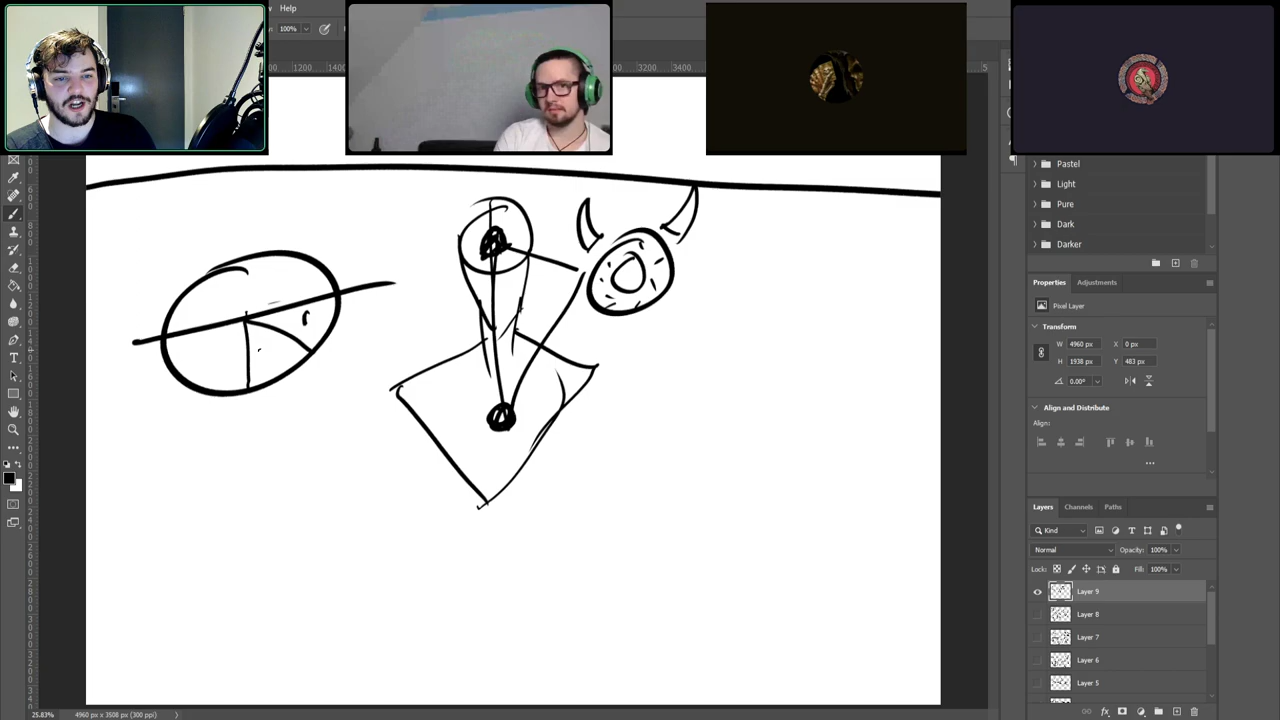 Help
100%
1200
1400
3200
3400
5
Pastel
Light
Pure
Dark
Darker
Properties
Adjustments
Pixel Layer
Transform
W 4960 px X 0 px
H 1938 px Y 483 px
0.00°
Align and Distribute
Align:
Layers Channels Paths
Kind
Normal Opacity: 100%
Lock: Fill: 100%
Layer 9
Layer 8
Layer 7
Layer 6
Layer 5
25.83% 4960 px x 3508 px (300 ppi)